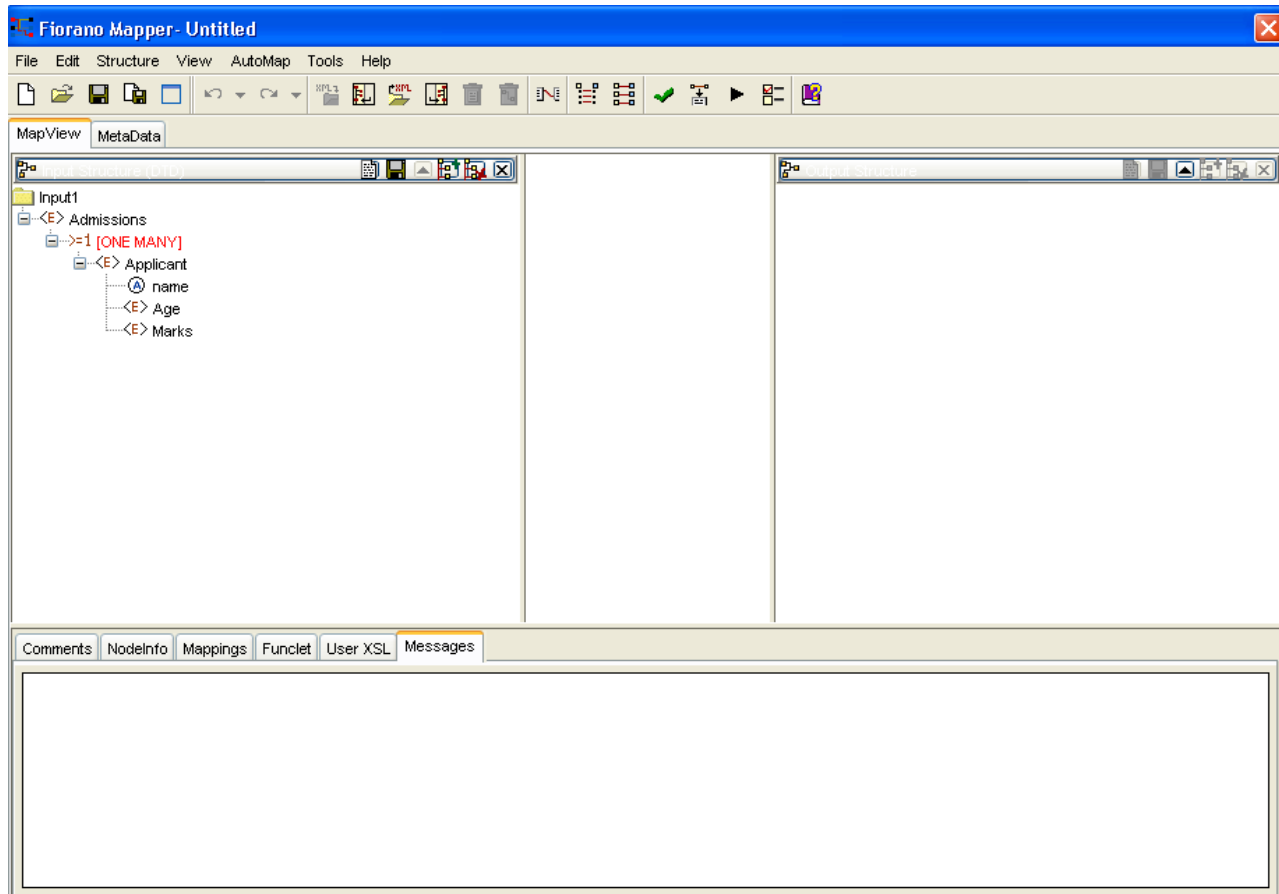 Fiorano Mapper- Untitled
File Edit Structure View AutoMap Tools Help
MapView MetaData
Input Structure (DTD)
Output Structure
Input1
<E> Admissions
>=1 [ONE MANY]
<E> Applicant
A name
<E> Age
<E> Marks
Comments NodeInfo Mappings Funclet User XSL Messages